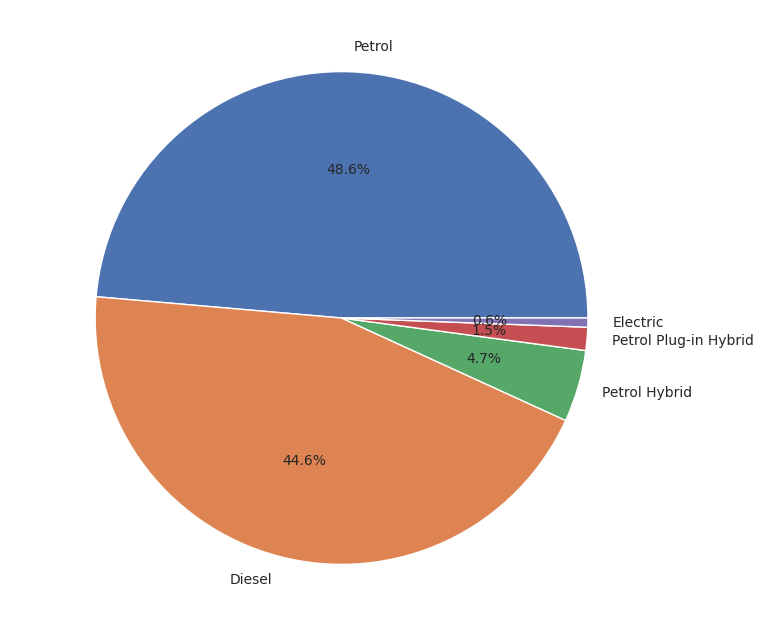 Petrol
48.6%
0.6%
Electric
1.5%
Petrol Plug-in Hybrid
4.7%
Petrol Hybrid
44.6%
Diesel